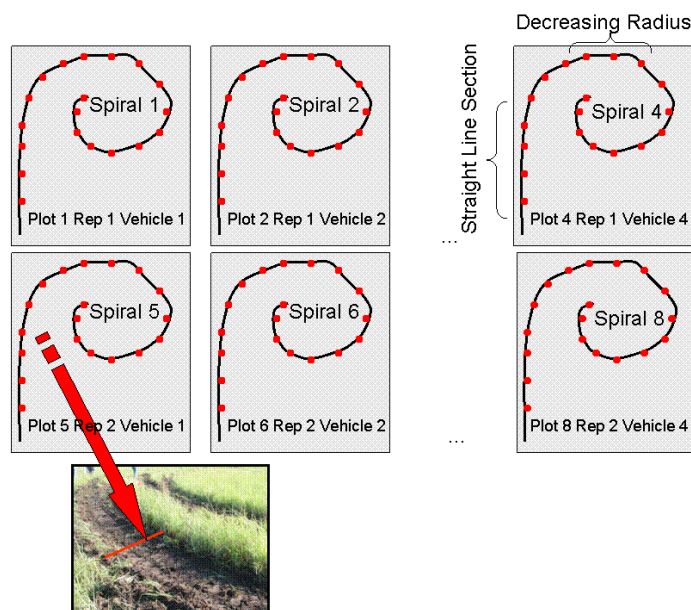 Decreasing Radius
Straight Line Section
Spiral 1
Plot 1 Rep 1 Vehicle 1
Spiral 2
Plot 2 Rep 1 Vehicle 2
...
Spiral 4
Plot 4 Rep 1 Vehicle 4
Spiral 5
Plot 5 Rep 2 Vehicle 1
Spiral 6
Plot 6 Rep 2 Vehicle 2
...
Spiral 8
Plot 8 Rep 2 Vehicle 4